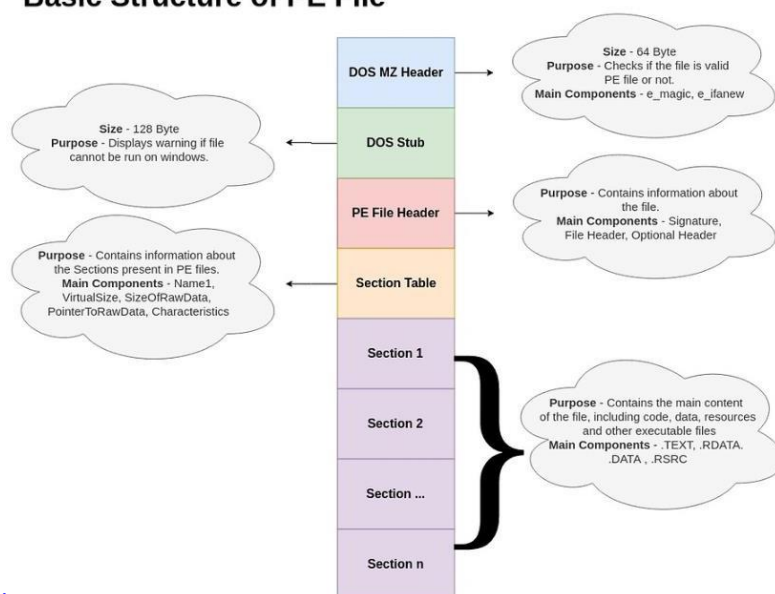 Basic Structure of PE File
DOS MZ Header
Size - 64 Byte
Purpose - Checks if the file is valid
PE file or not.
Main Components - e_magic, e_ifanew
Size - 128 Byte
Purpose - Displays warning if file
cannot be run on windows.
DOS Stub
PE File Header
Purpose - Contains information about
the file.
Main Components - Signature,
File Header, Optional Header
Purpose - Contains information about
the Sections present in PE files.
Main Components - Name1,
VirtualSize, SizeOfRawData,
PointerToRawData, Characteristics
Section Table
Section 1
Section 2
Section ...
Section n
Purpose - Contains the main content
of the file, including code, data, resources
and other executable files
Main Components - .TEXT, .RDATA.
.DATA , .RSRC